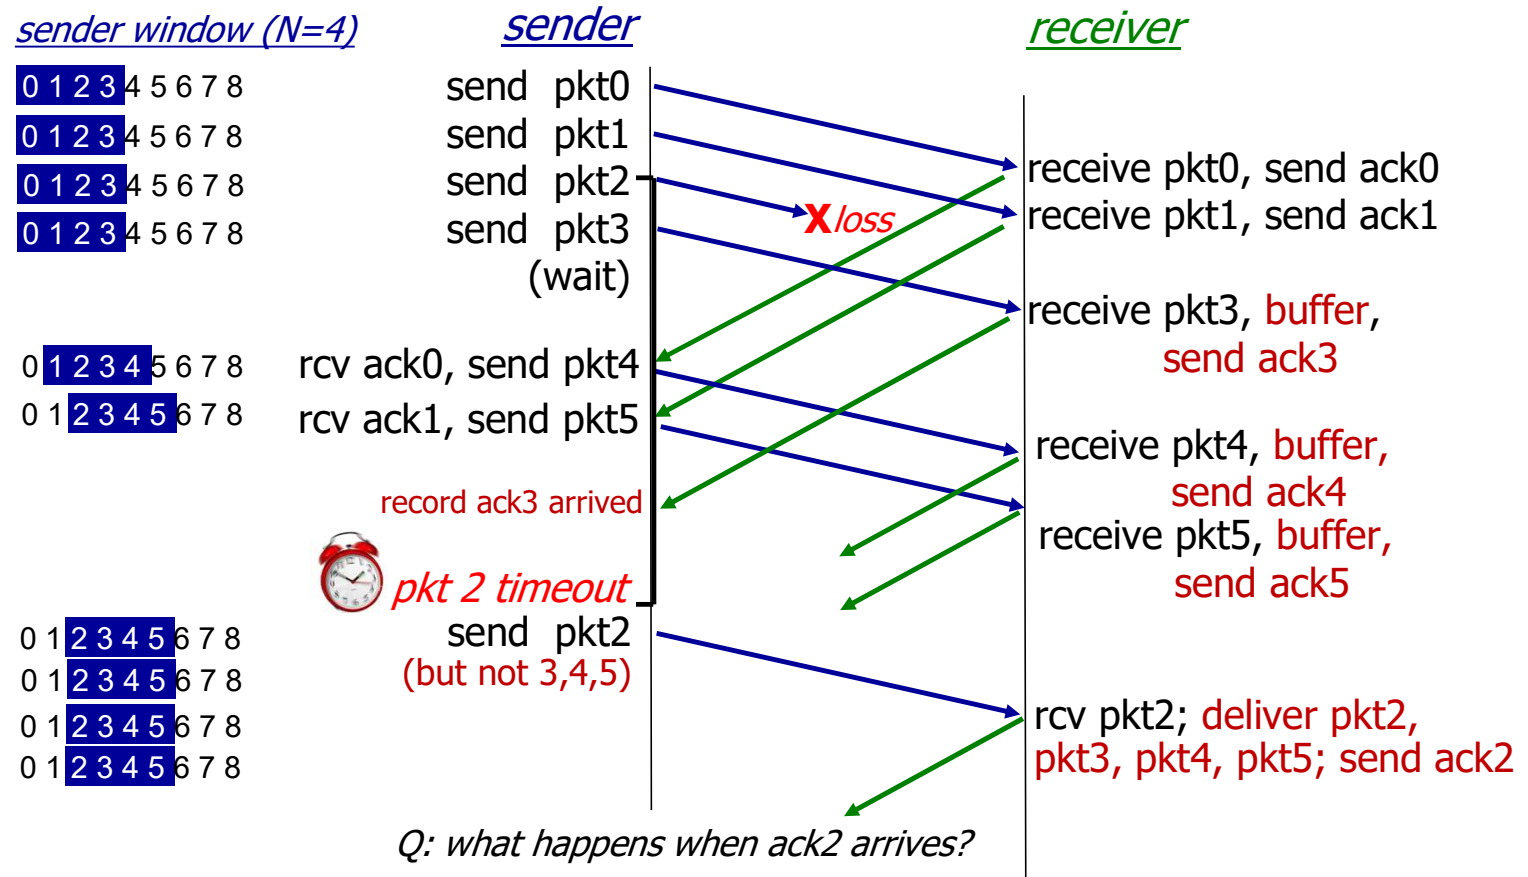 sender window (N=4) sender receiver
0 1 2 3 4 5 6 7 8 send pkt0
0 1 2 3 4 5 6 7 8 send pkt1
receive pkt0, send ack0
0 1 2 3 4 5 6 7 8 send pkt2
X loss receive pkt1, send ack1
0 1 2 3 4 5 6 7 8 send pkt3
(wait)
receive pkt3, buffer,
send ack3
0 1 2 3 4 5 6 7 8 rcv ack0, send pkt4
0 1 2 3 4 5 6 7 8 rcv ack1, send pkt5
receive pkt4, buffer,
send ack4
record ack3 arrived
receive pkt5, buffer,
send ack5
pkt 2 timeout
0 1 2 3 4 5 6 7 8 send pkt2
0 1 2 3 4 5 6 7 8 (but not 3,4,5)
0 1 2 3 4 5 6 7 8 rcv pkt2; deliver pkt2,
0 1 2 3 4 5 6 7 8 pkt3, pkt4, pkt5; send ack2
Q: what happens when ack2 arrives?